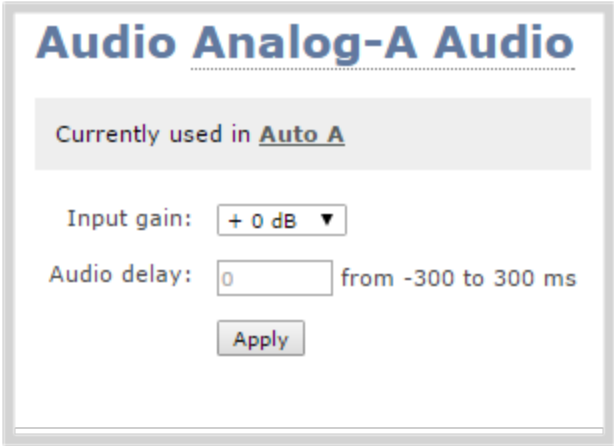 Audio Analog-A Audio
Currently used in Auto A
Input gain: + 0 dB
Audio delay: 0 from -300 to 300 ms
Apply